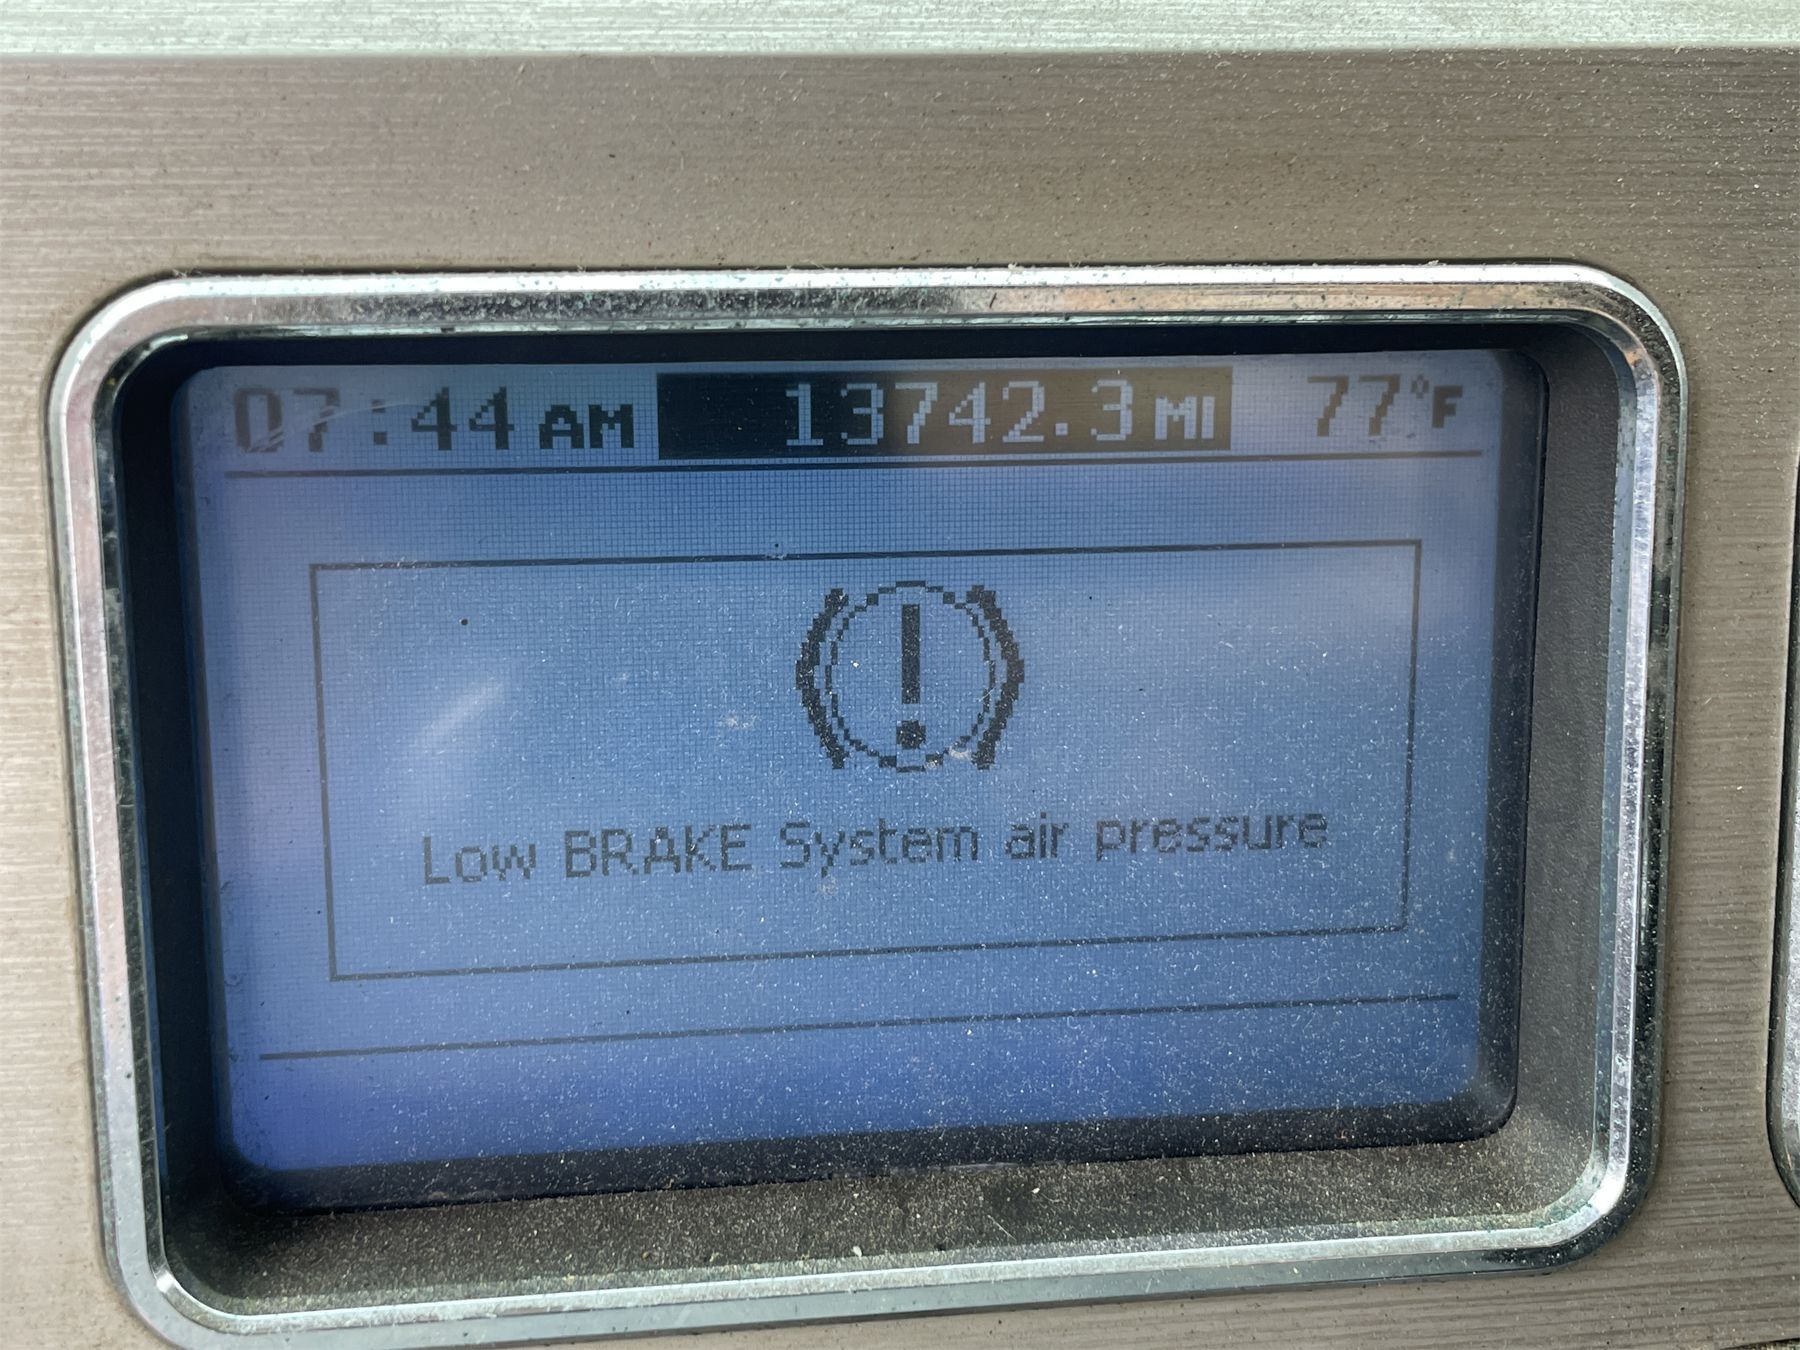 07:44 AM 13742.3 MI 77°F
Low BRAKE System air pressure